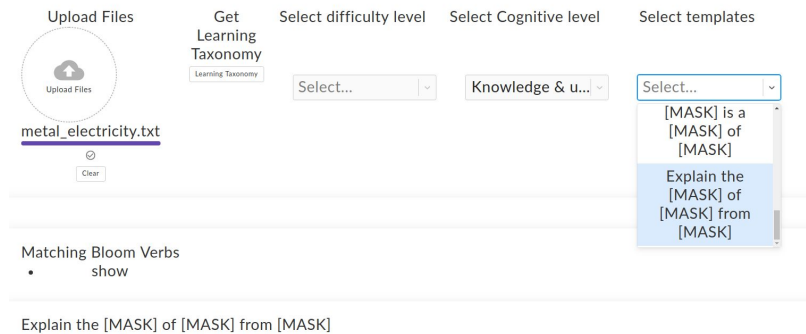 Upload Files
Get
Learning
Taxonomy
Select difficulty level
Select Cognitive level
Select templates
Upload Files
Learning Taxonomy
Select...
Knowledge & u...
Select...
metal_electricity.txt
Clear
[MASK] is a
[MASK] of
[MASK]
Explain the
[MASK] of
[MASK] from
[MASK]
Matching Bloom Verbs
• show
Explain the [MASK] of [MASK] from [MASK]